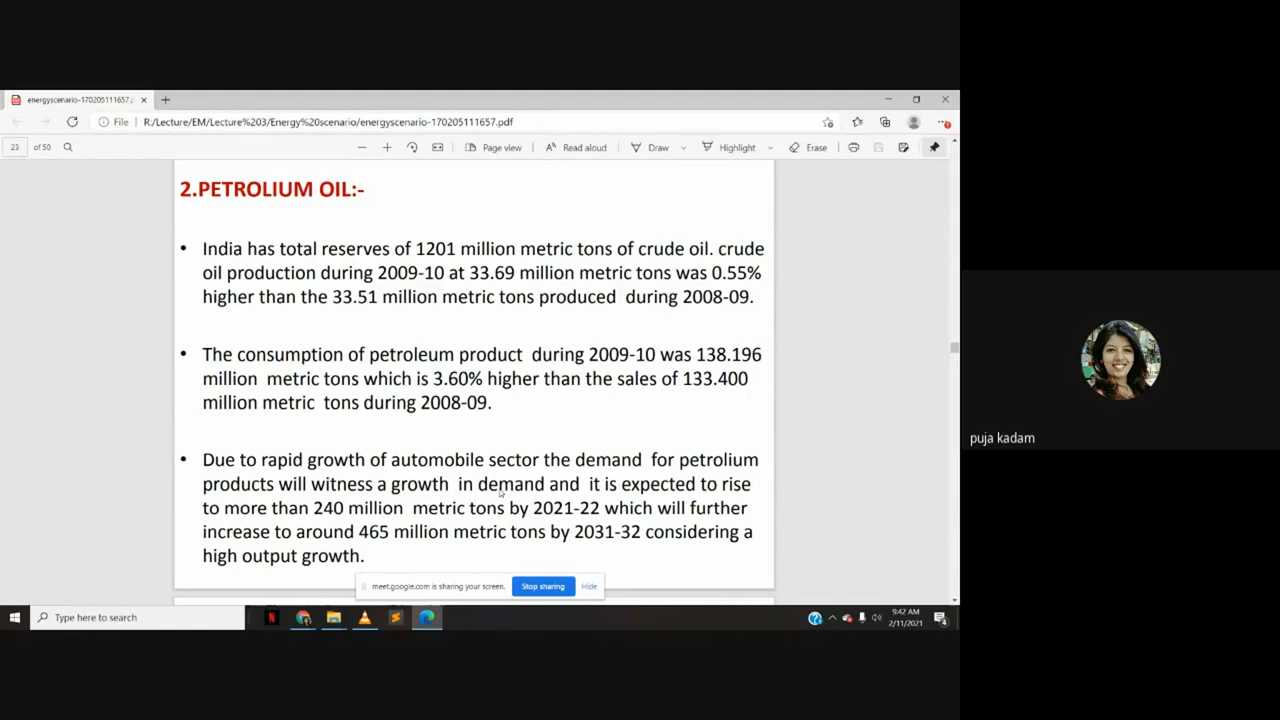 energyscenario-170205111657.p
File
R:/Lecture/EM/Lecture%203/Energy%20scenario/energyscenario-170205111657.pdf
23 of 50
Page view
Read aloud
Draw
Highlight
Erase
2.PETROLIUM OIL:-
• India has total reserves of 1201 million metric tons of crude oil. crude
oil production during 2009-10 at 33.69 million metric tons was 0.55%
higher than the 33.51 million metric tons produced during 2008-09.
• The consumption of petroleum product during 2009-10 was 138.196
million metric tons which is 3.60% higher than the sales of 133.400
million metric tons during 2008-09.
• Due to rapid growth of automobile sector the demand for petrolium
products will witness a growth in demand and it is expected to rise
to more than 240 million metric tons by 2021-22 which will further
increase to around 465 million metric tons by 2031-32 considering a
high output growth.
puja kadam
meet.google.com is sharing your screen.
Stop sharing
Hide
Type here to search
9:42 AM
2/11/2021